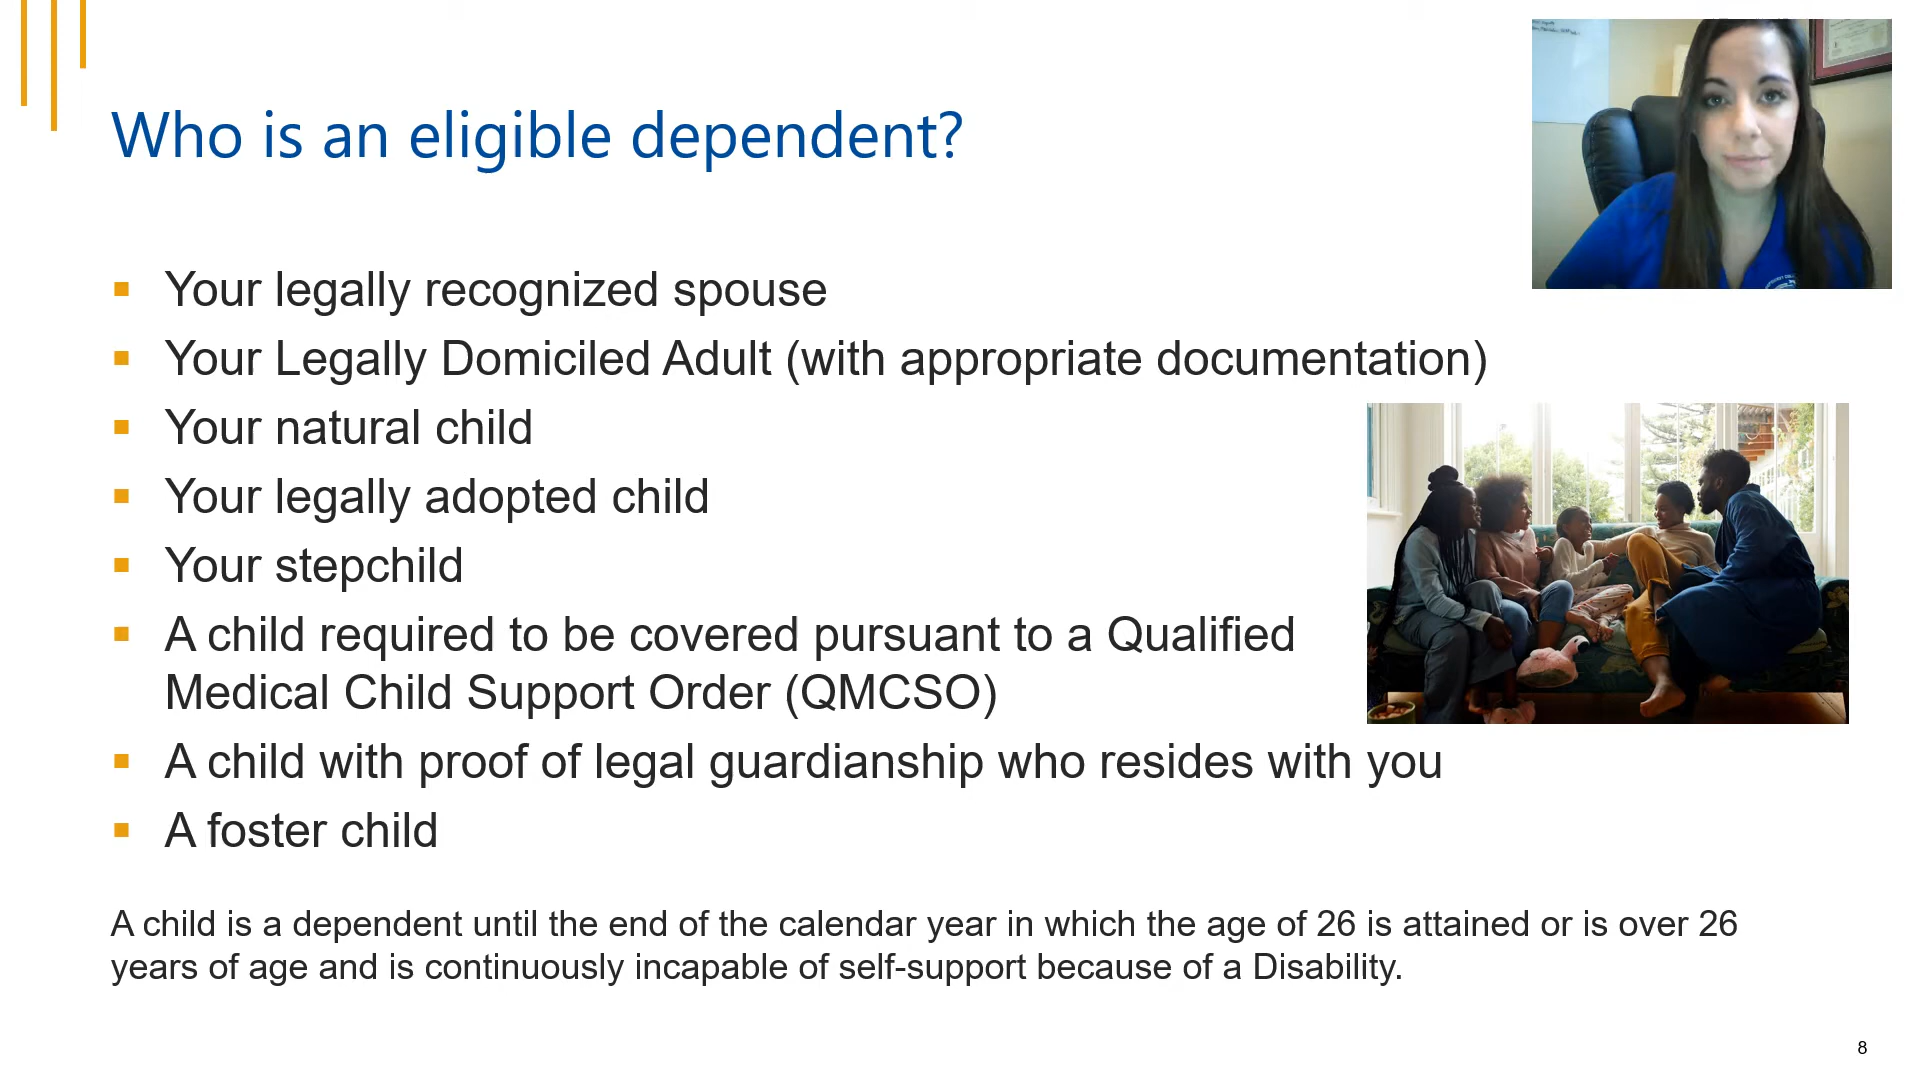 Who is an eligible dependent?
Your legally recognized spouse
Your Legally Domiciled Adult (with appropriate documentation)
Your natural child
Your legally adopted child
Your stepchild
A child required to be covered pursuant to a Qualified
Medical Child Support Order (QMCSO)
A child with proof of legal guardianship who resides with you
A foster child
A child is a dependent until the end of the calendar year in which the age of 26 is attained or is over 26
years of age and is continuously incapable of self-support because of a Disability.
8